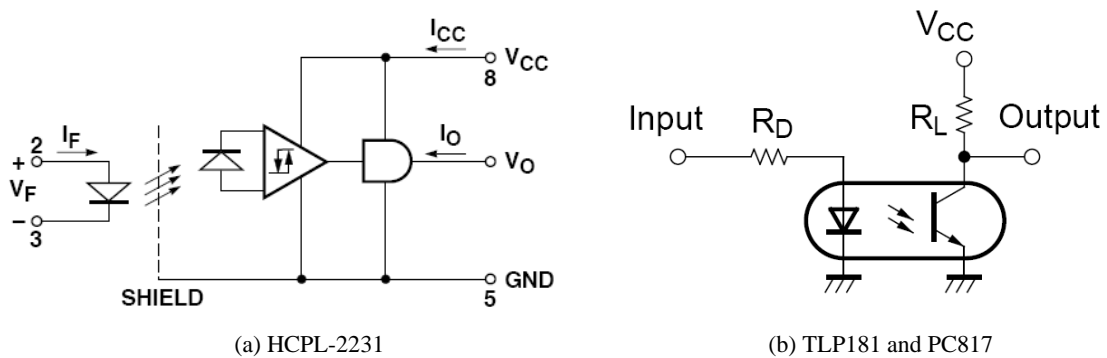 I_CC
V_CC
8
I_F
2
+
V_F
–
3
I_O
V_O
SHIELD
GND
5
V_CC
Input
R_D
R_L
Output
(a) HCPL-2231
(b) TLP181 and PC817